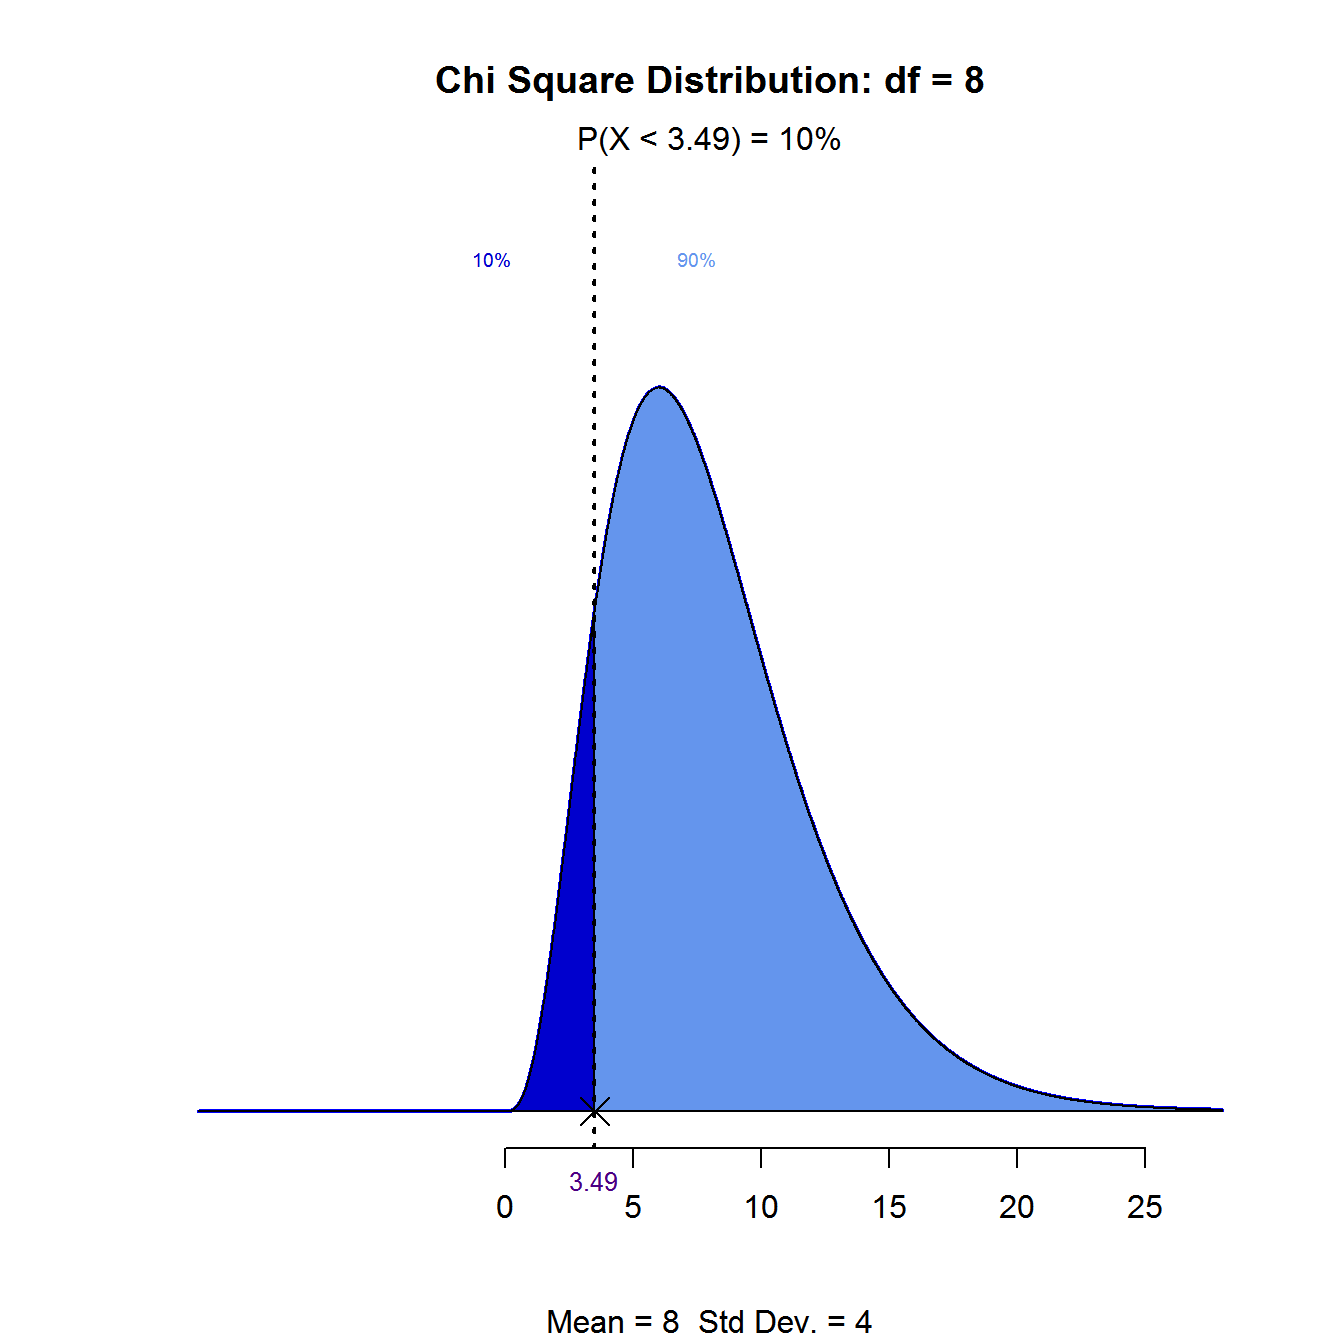 Chi Square Distribution: df = 8
P(X < 3.49) = 10%
10% 90%
3.49
0 5 10 15 20 25
Mean = 8  Std Dev. = 4